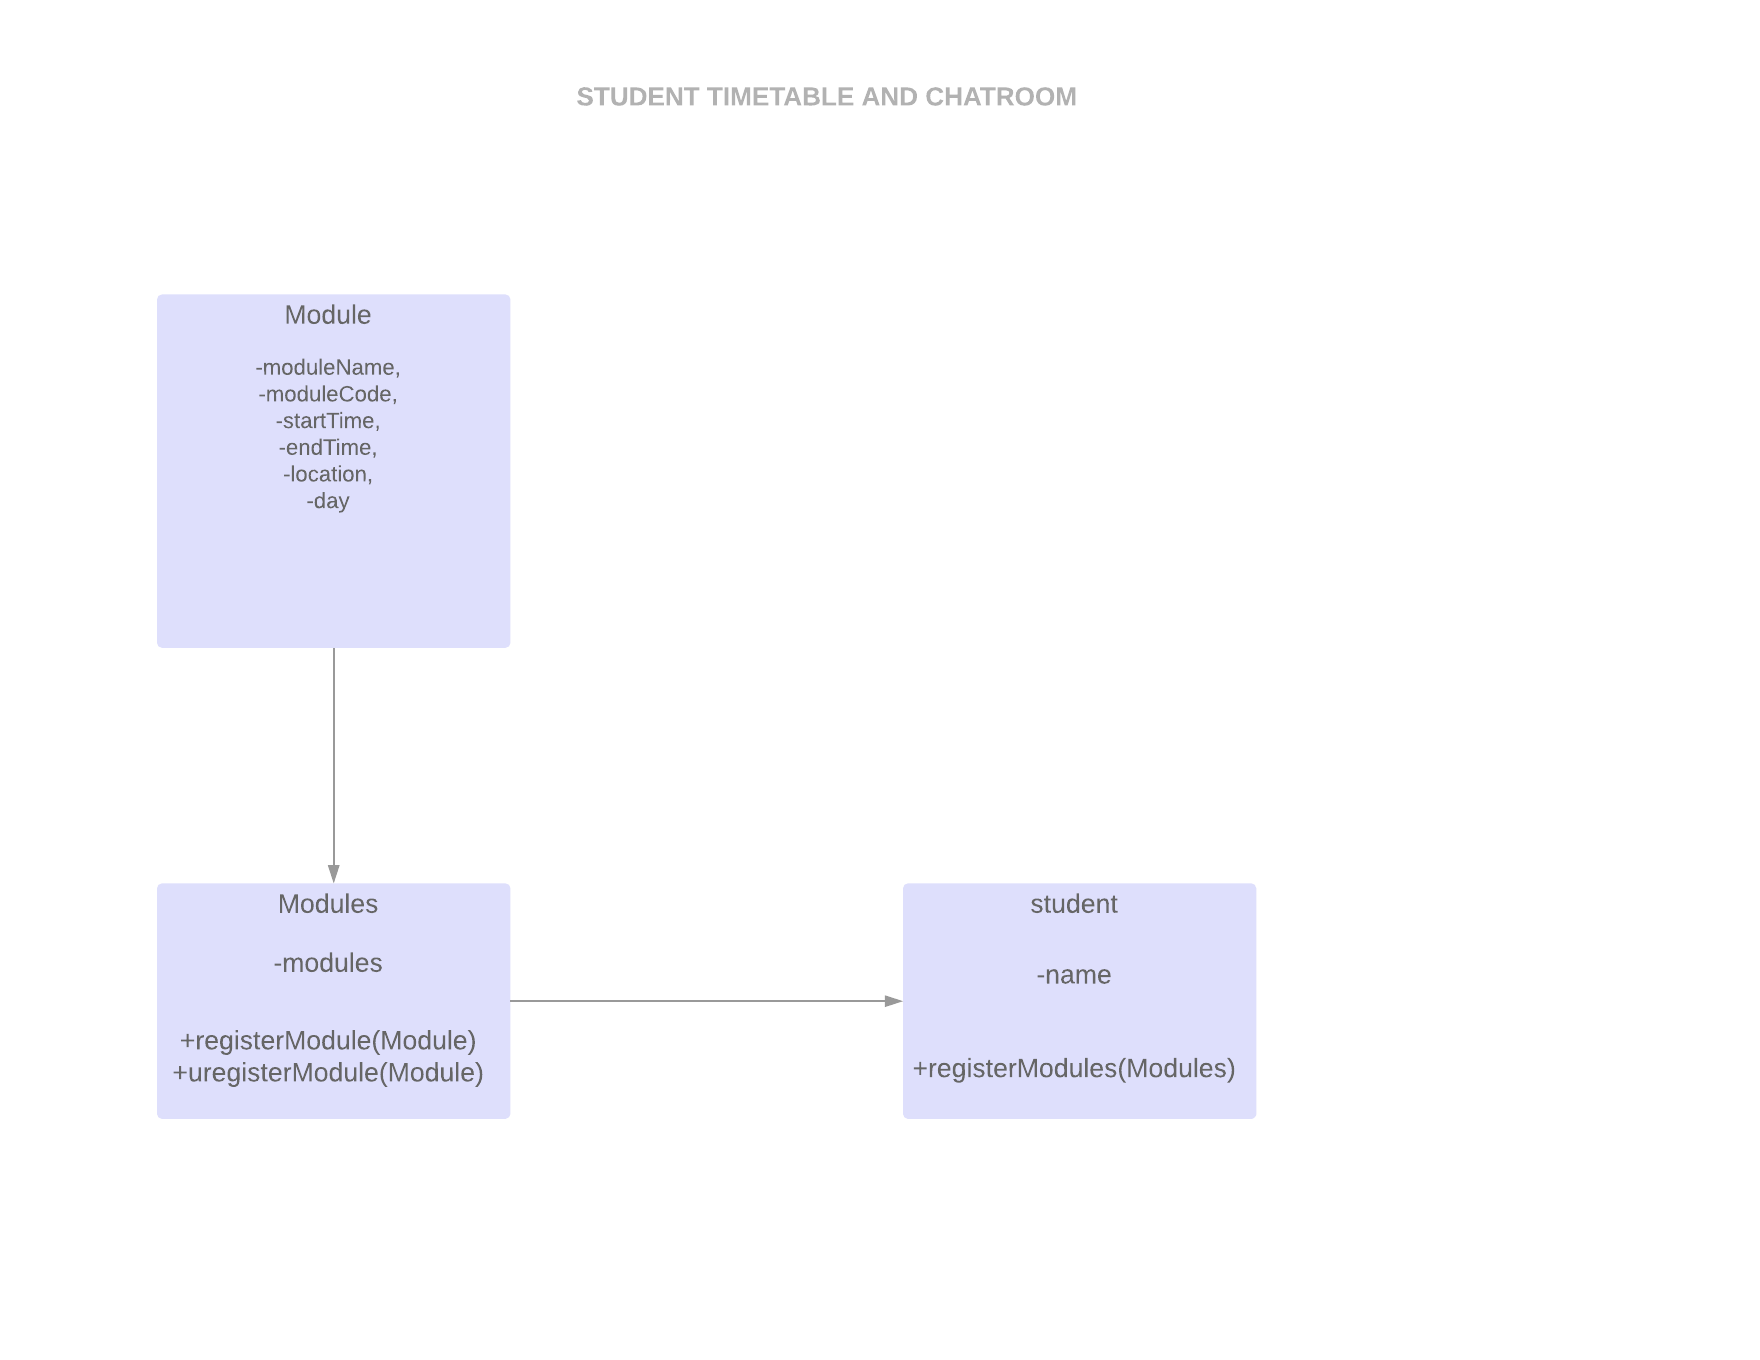 STUDENT TIMETABLE AND CHATROOM
Module
-moduleName,
-moduleCode,
-startTime,
-endTime,
-location,
-day
Modules
-modules
+registerModule(Module)
+uregisterModule(Module)
student
-name
+registerModules(Modules)